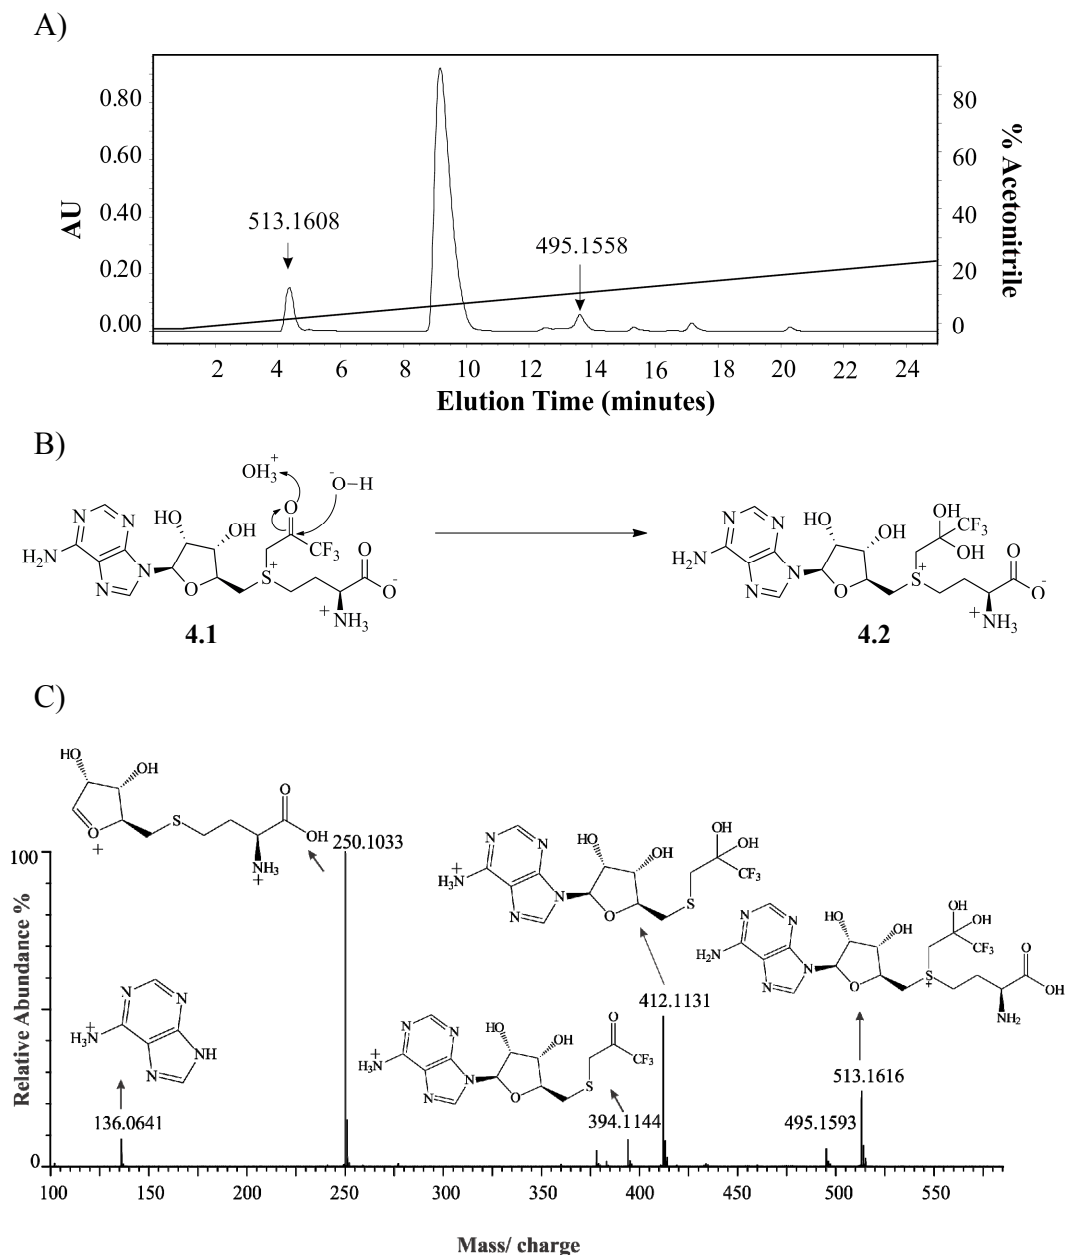 A)
0.80
0.60
0.40
0.20
0.00
AU
513.1608
495.1558
80
60
40
20
0
% Acetonitrile
2 4 6 8 10 12 14 16 18 20 22 24
Elution Time (minutes)
B)
OH3+
-O-H
O
HO
OH
CF3
O
O-
N
N
H2N
N
N
O
S+
+NH3
4.1
HO
OH
OH
CF3
OH
O
O-
N
N
H2N
N
N
O
S+
+NH3
4.2
C)
HO
OH
O
S
OH
O
+
NH3
+
250.1033
N
N
+
H3N
N
NH
136.0641
N
N
+
H3N
N
N
HO
OH
O
S
OH
OH
CF3
412.1131
N
N
+
H3N
N
N
HO
OH
O
S
O
CF3
394.1144
N
N
H2N
N
N
HO
OH
O
S
+
OH
OH
CF3
O
OH
NH2
513.1616
495.1593
100
0
Relative Abundance %
100 150 200 250 300 350 400 450 500 550
Mass/ charge